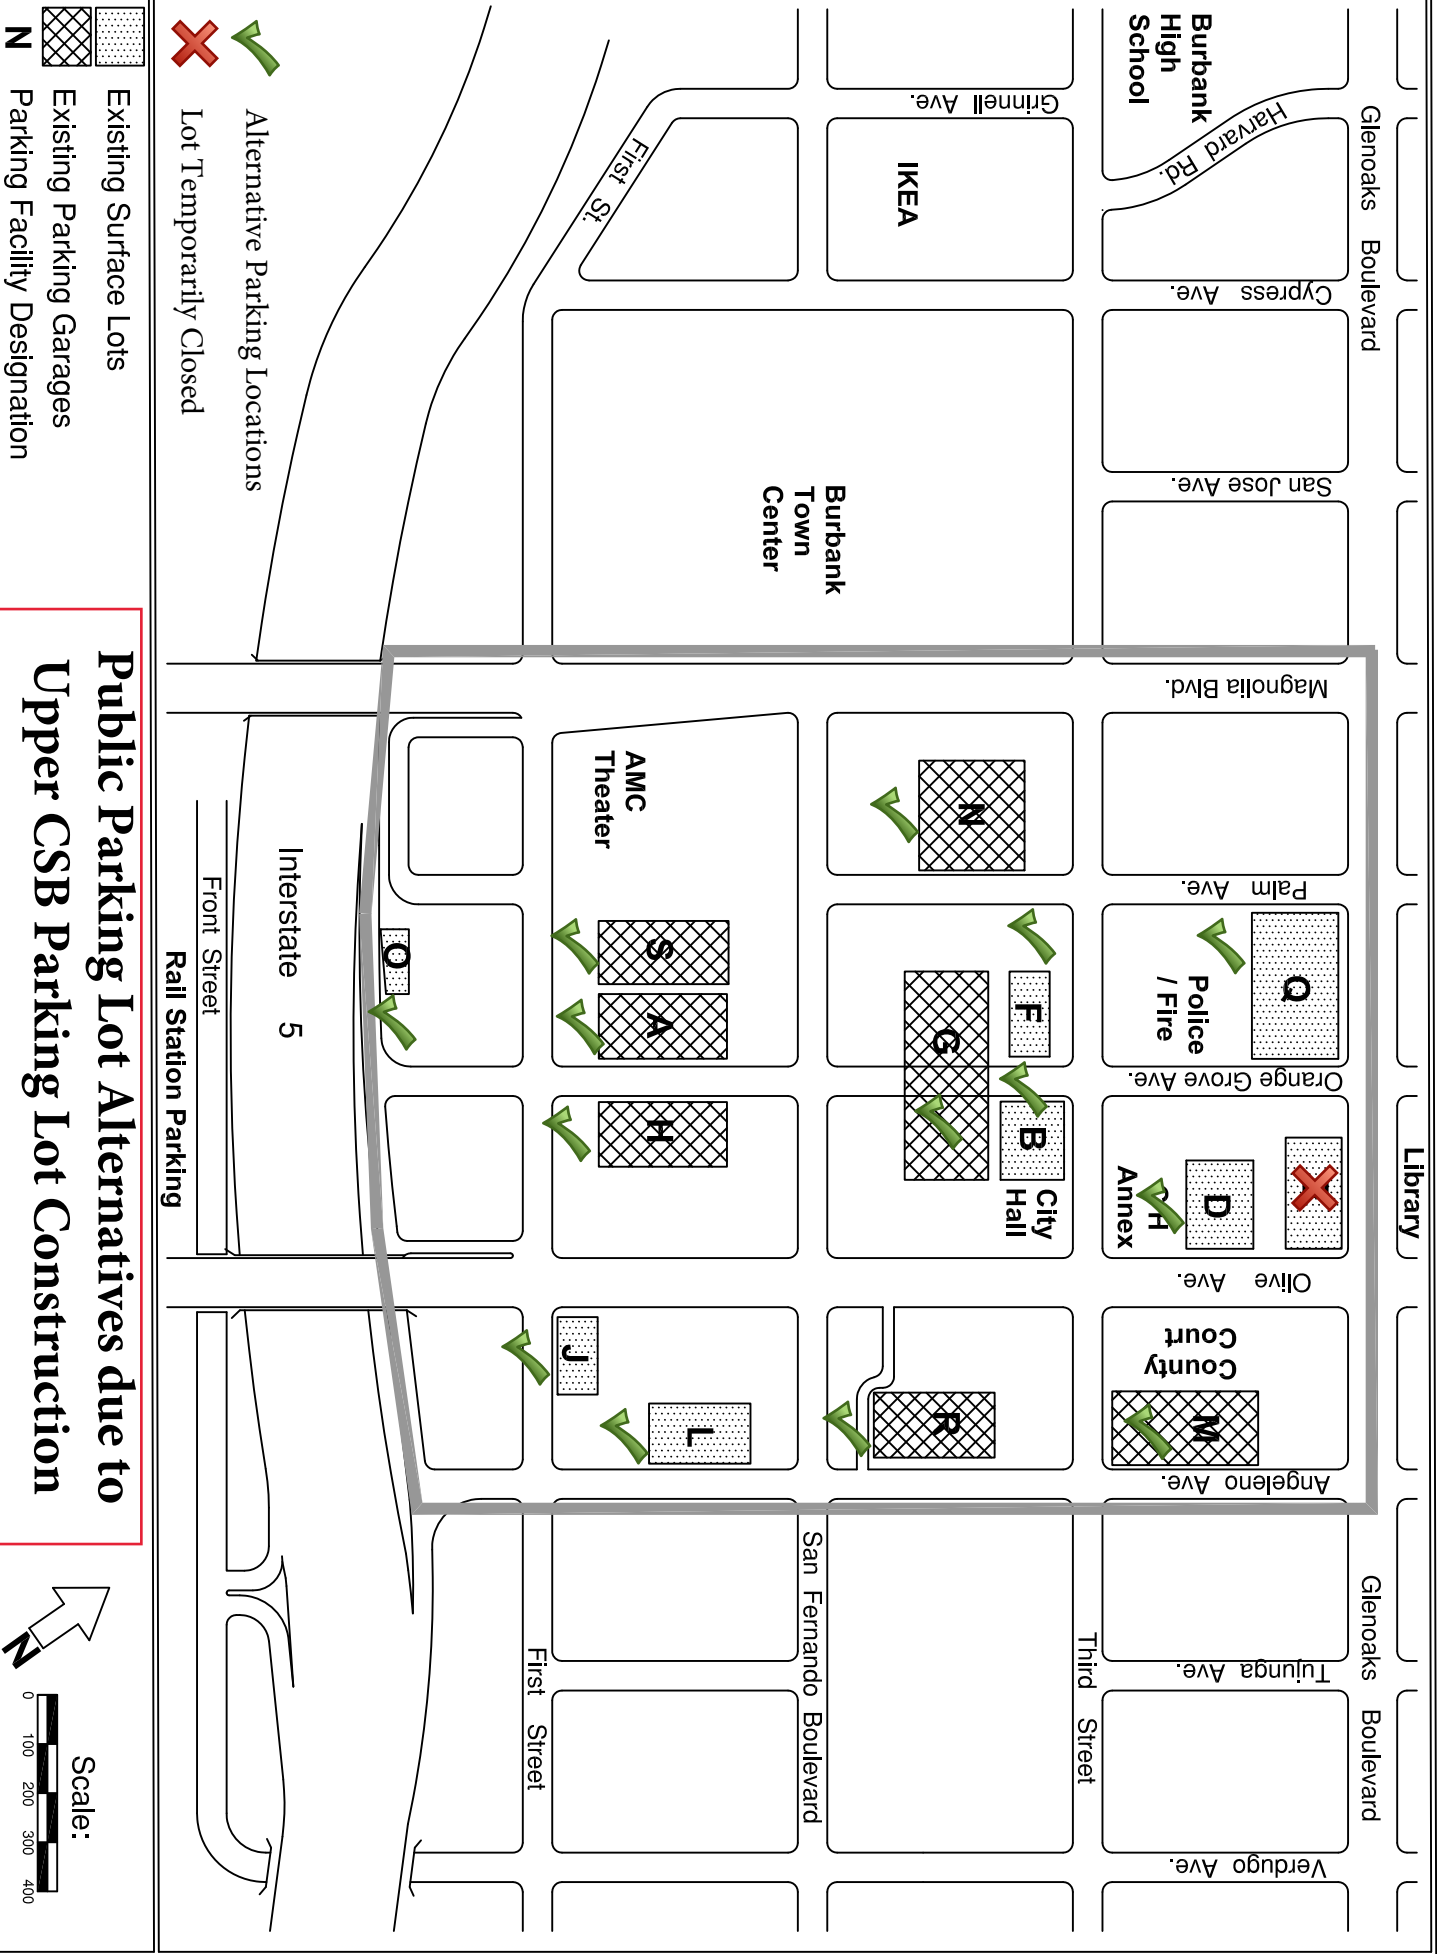 Glenoaks Boulevard
Glenoaks Boulevard
Library
Burbank
High
School
Harvard Rd.
Cypress Ave.
San Jose Ave.
Magnolia Blvd.
Palm Ave.
Orange Grove Ave.
Olive Ave.
Angeleno Ave.
Tujunga Ave.
Verdugo Ave.
Q
Police
/ Fire
D
Annex
County
Court
M
Third Street
Grinnell Ave.
IKEA
Burbank
Town
Center
N
F
G
B
City
Hall
R
San Fernando Boulevard
First St.
AMC
Theater
S
A
H
J
L
First Street
O
Interstate 5
Front Street
Rail Station Parking
Alternative Parking Locations
Lot Temporarily Closed
Existing Surface Lots
Existing Parking Garages
N Parking Facility Designation
Public Parking Lot Alternatives due to
Upper CSB Parking Lot Construction
N
Scale:
0 100 200 300 400